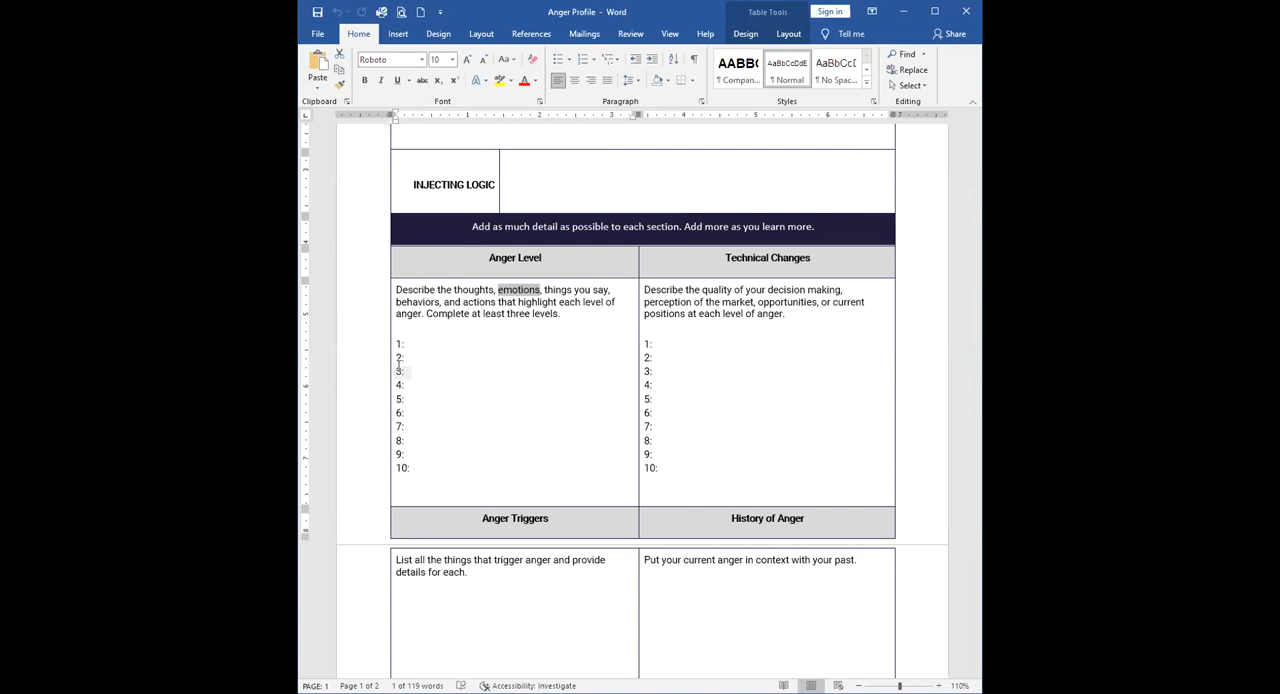 Anger Profile - Word
Table Tools
Sign in
File
Home
Insert
Design
Layout
References
Mailings
Review
View
Help
Design
Layout
Tell me
Share
Paste
Roboto
10
Aa
AABB(
AaBbCcDdE
AaBbCcD
¶ Compan...
¶ Normal
¶ No Spac...
Find
Replace
Select
Clipboard
Font
Paragraph
Styles
Editing
INJECTING LOGIC
Add as much detail as possible to each section. Add more as you learn more.
Anger Level
Technical Changes
Describe the thoughts, emotions, things you say,
behaviors, and actions that highlight each level of
anger. Complete at least three levels.
1:
2:
3:
4:
5:
6:
7:
8:
9:
10:
Describe the quality of your decision making,
perception of the market, opportunities, or current
positions at each level of anger.
1:
2:
3:
4:
5:
6:
7:
8:
9:
10:
Anger Triggers
History of Anger
List all the things that trigger anger and provide
details for each.
Put your current anger in context with your past.
PAGE: 1
Page 1 of 2
1 of 119 words
Accessibility: Investigate
110%